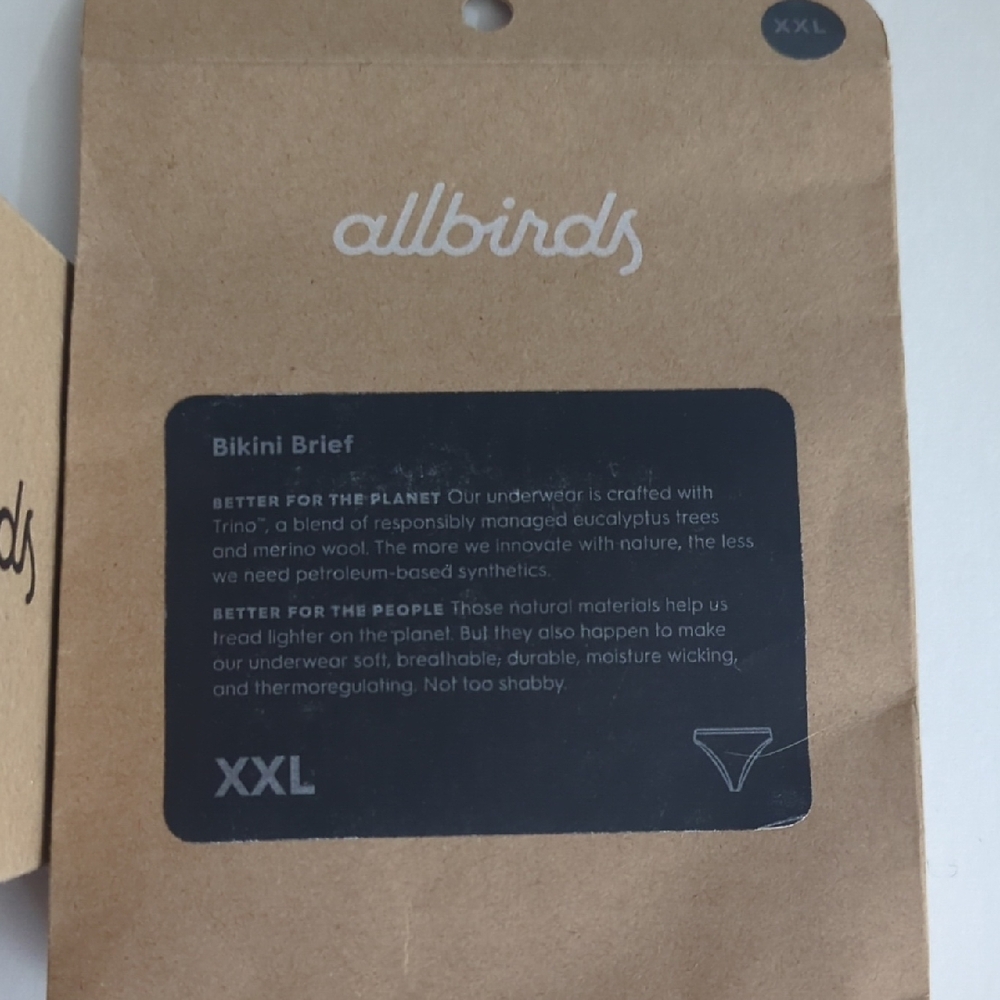 XXL
allbirds
Bikini Brief
BETTER FOR THE PLANET Our underwear is crafted with
Trino™, a blend of responsibly managed eucalyptus trees
and merino wool. The more we innovate with nature, the less
we need petroleum-based synthetics.
BETTER FOR THE PEOPLE Those natural materials help us
tread lighter on the planet. But they also happen to make
our underwear soft, breathable, durable, moisture wicking,
and thermoregulating. Not too shabby.
XXL
ds